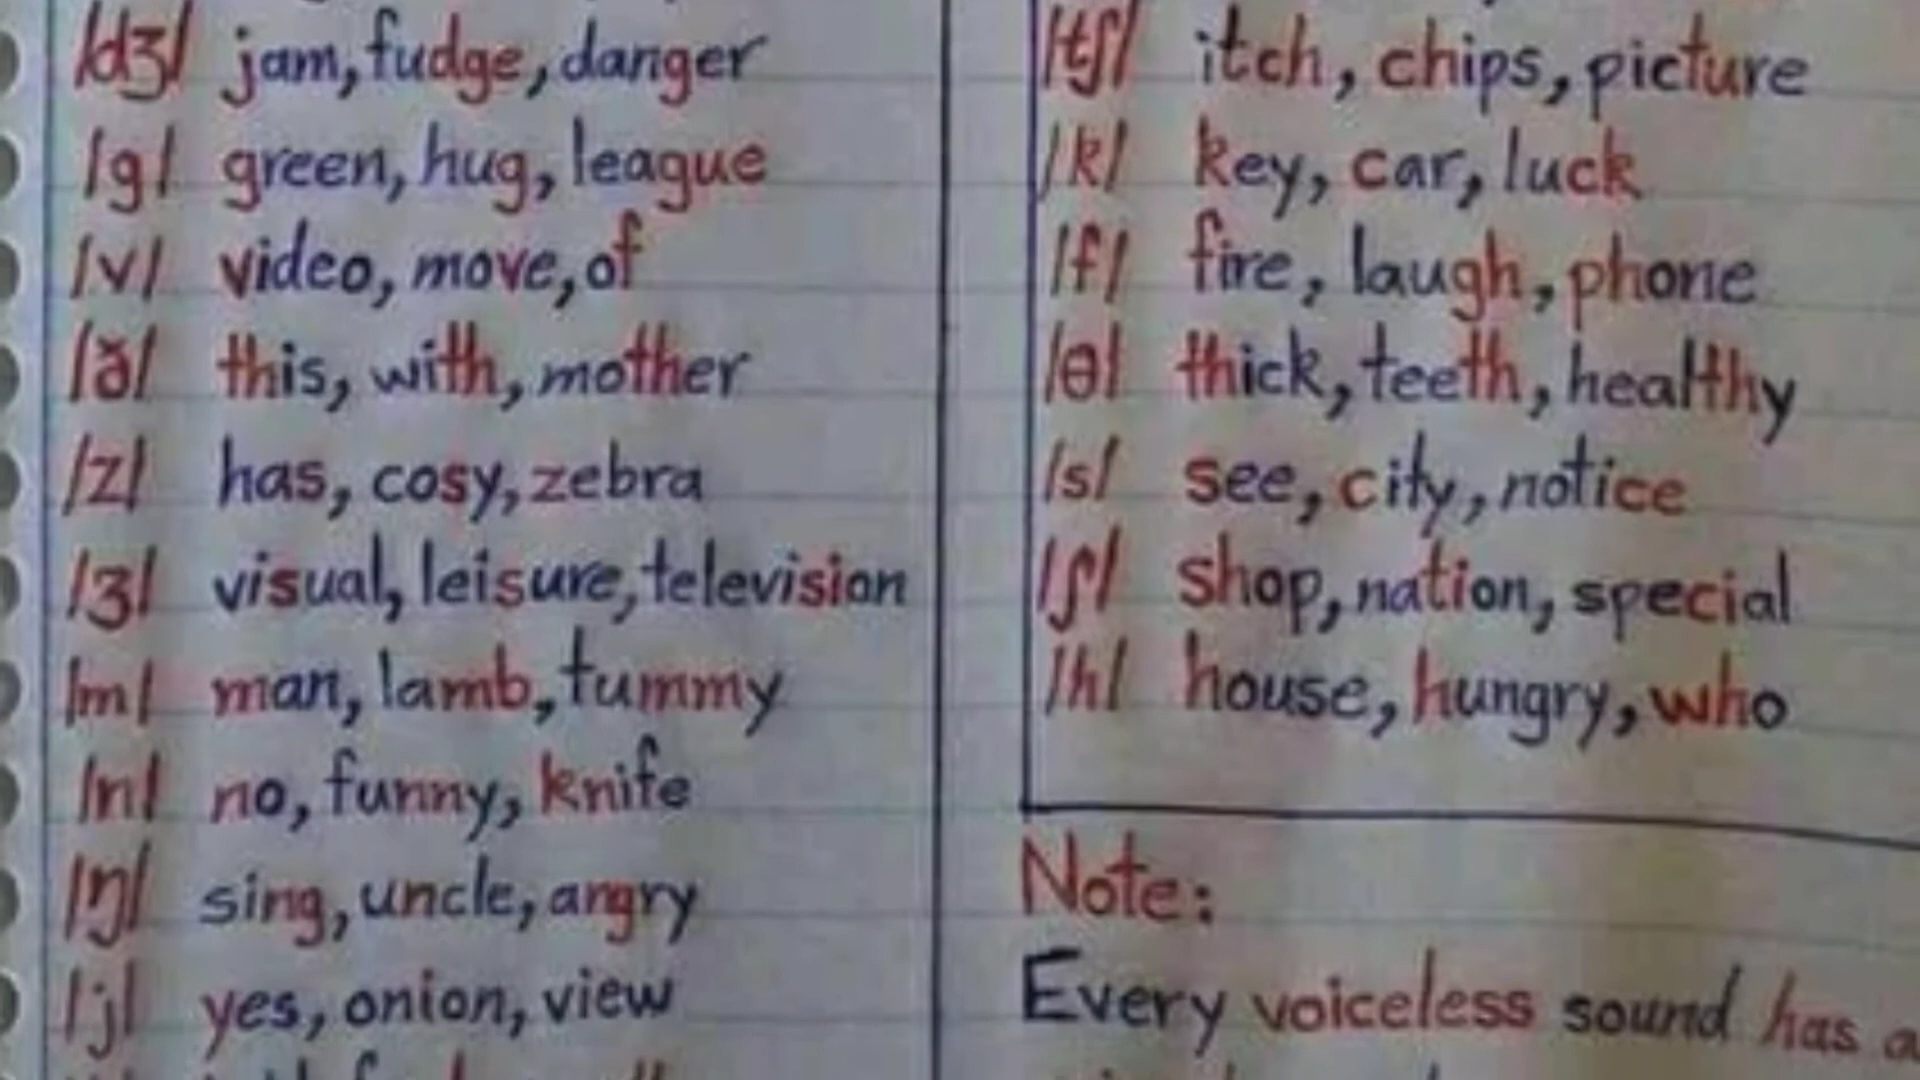 /dʒ/ jam, fudge, danger
/g/ green, hug, league
/v/ video, move, of
/ð/ this, with, mother
/z/ has, cosy, zebra
/ʒ/ visual, leisure, television
/m/ man, lamb, tummy
/n/ no, funny, knife
/ŋ/ sing, uncle, angry
/j/ yes, onion, view
/tʃ/ itch, chips, picture
/k/ key, car, luck
/f/ fire, laugh, phone
/θ/ thick, teeth, healthy
/s/ see, city, notice
/ʃ/ shop, nation, special
/h/ house, hungry, who
Note:
Every voiceless sound has a